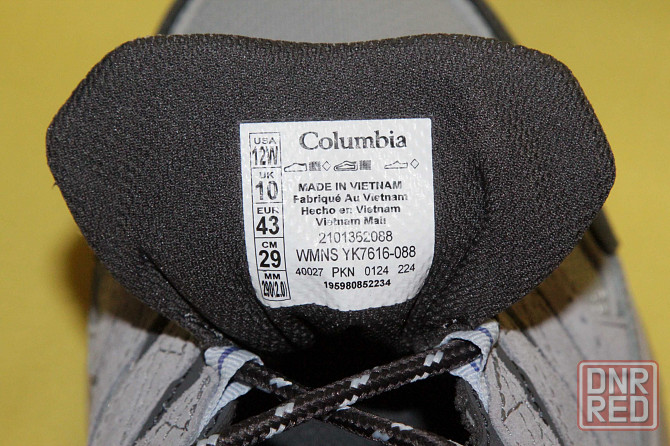 USA
12W
UK
10
EUR
43
CM
29
MM
290(2.0)
Columbia
MADE IN VIETNAM
Fabriqué Au Vietnam
Hecho en Vietnam
Vietnam Malı
2101362088
WMNS YK7616-088
40027 PKN 0124 224
195980852234
DNR
RED